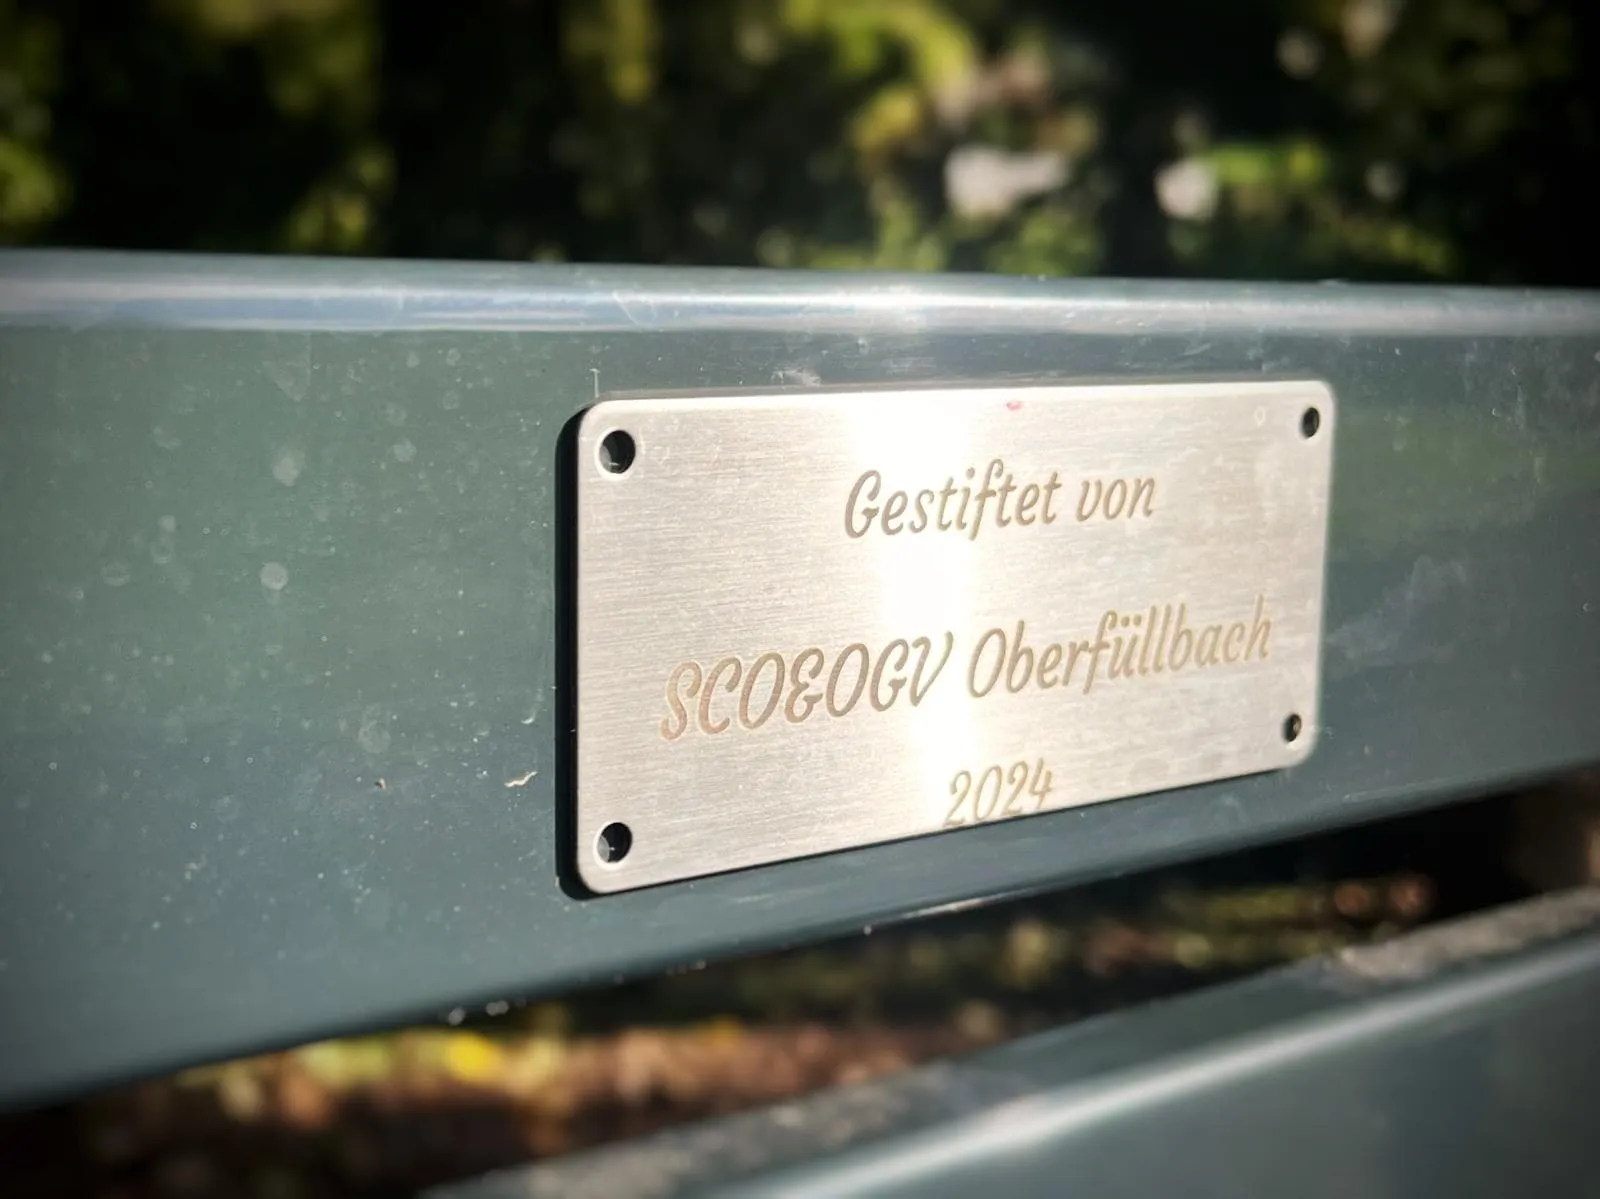 Gestiftet von
SCO&OGV Oberfüllbach
2024